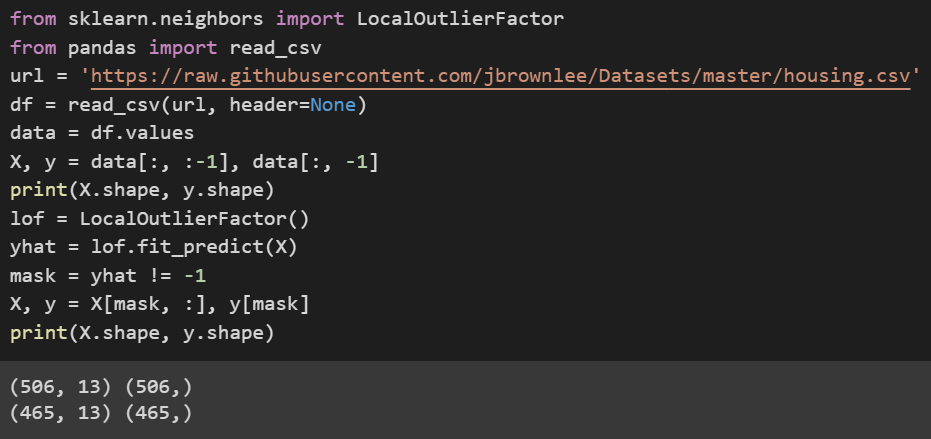 from sklearn.neighbors import LocalOutlierFactor
from pandas import read_csv
url = 'https://raw.githubusercontent.com/jbrownlee/Datasets/master/housing.csv'
df = read_csv(url, header=None)
data = df.values
X, y = data[:, :-1], data[:, -1]
print(X.shape, y.shape)
lof = LocalOutlierFactor()
yhat = lof.fit_predict(X)
mask = yhat != -1
X, y = X[mask, :], y[mask]
print(X.shape, y.shape)
(506, 13) (506,)
(465, 13) (465,)